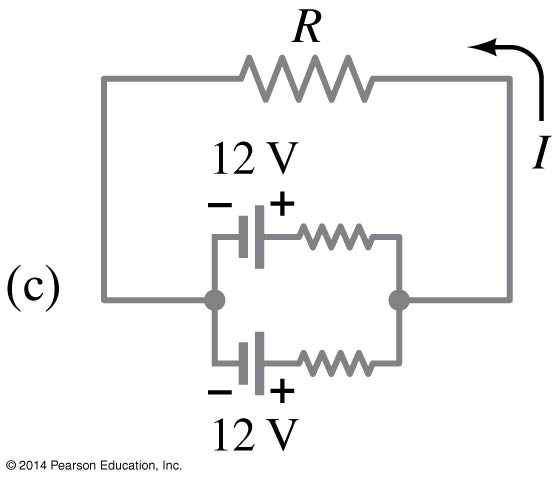 R
I
12 V
− +
(c)
− +
12 V
© 2014 Pearson Education, Inc.